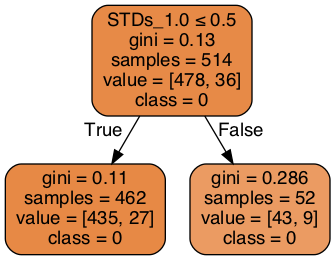 STDs_1.0 ≤ 0.5
gini = 0.13
samples = 514
value = [478, 36]
class = 0
True
False
gini = 0.11
samples = 462
value = [435, 27]
class = 0
gini = 0.286
samples = 52
value = [43, 9]
class = 0